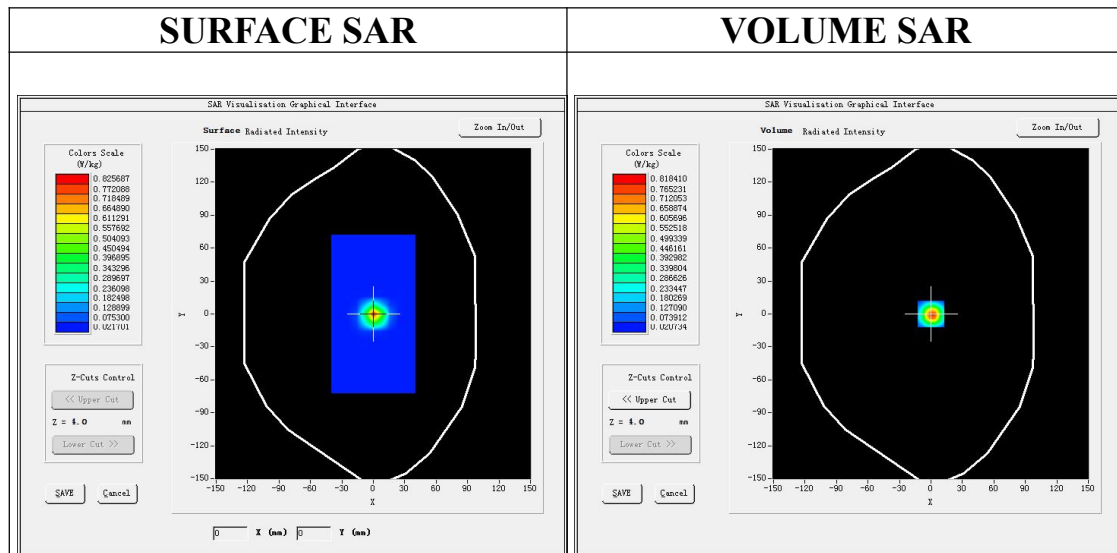 SURFACE SAR
VOLUME SAR
SAR Visualisation Graphical Interface
Surface Radiated Intensity
Zoom In/Out
Colors Scale
(W/kg)
0.825687
0.772088
0.718489
0.664890
0.611291
0.557692
0.504093
0.450494
0.396895
0.343296
0.289697
0.236098
0.182498
0.128899
0.075300
0.021701
150
120
90
60
30
0
-30
-60
-90
-120
-150
Y
-150 -120 -90 -60 -30 0 30 60 90 120 150
X
Z-Cuts Control
<< Upper Cut
Z = 4.0 mm
Lower Cut >>
SAVE Cancel
0 X (mm) 0 Y (mm)
SAR Visualisation Graphical Interface
Volume Radiated Intensity
Zoom In/Out
Colors Scale
(W/kg)
0.818410
0.765231
0.712053
0.658874
0.605696
0.552518
0.499339
0.446161
0.392982
0.339804
0.286626
0.233447
0.180269
0.127090
0.073912
0.020734
150
120
90
60
30
0
-30
-60
-90
-120
-150
Y
-150 -120 -90 -60 -30 0 30 60 90 120 150
X
Z-Cuts Control
<< Upper Cut
Z = 4.0 mm
Lower Cut >>
SAVE Cancel